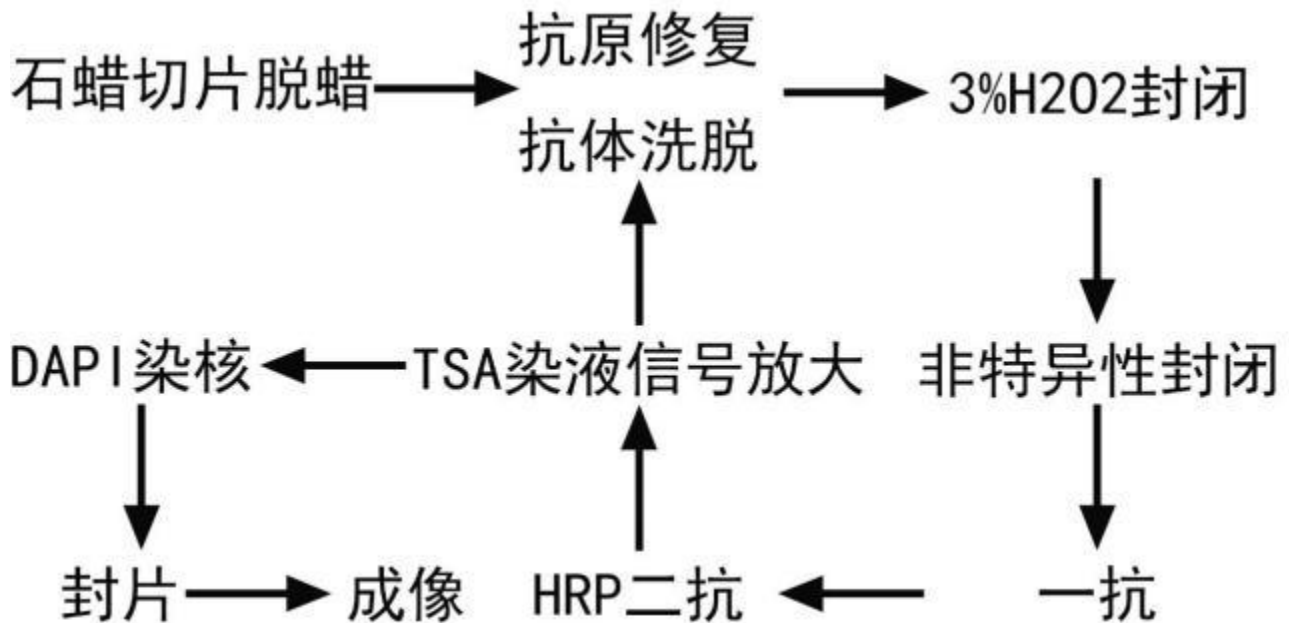 石蜡切片脱蜡
抗原修复
抗体洗脱
3%H2O2封闭
DAPI染核
TSA染液信号放大
非特异性封闭
封片
成像
HRP二抗
一抗